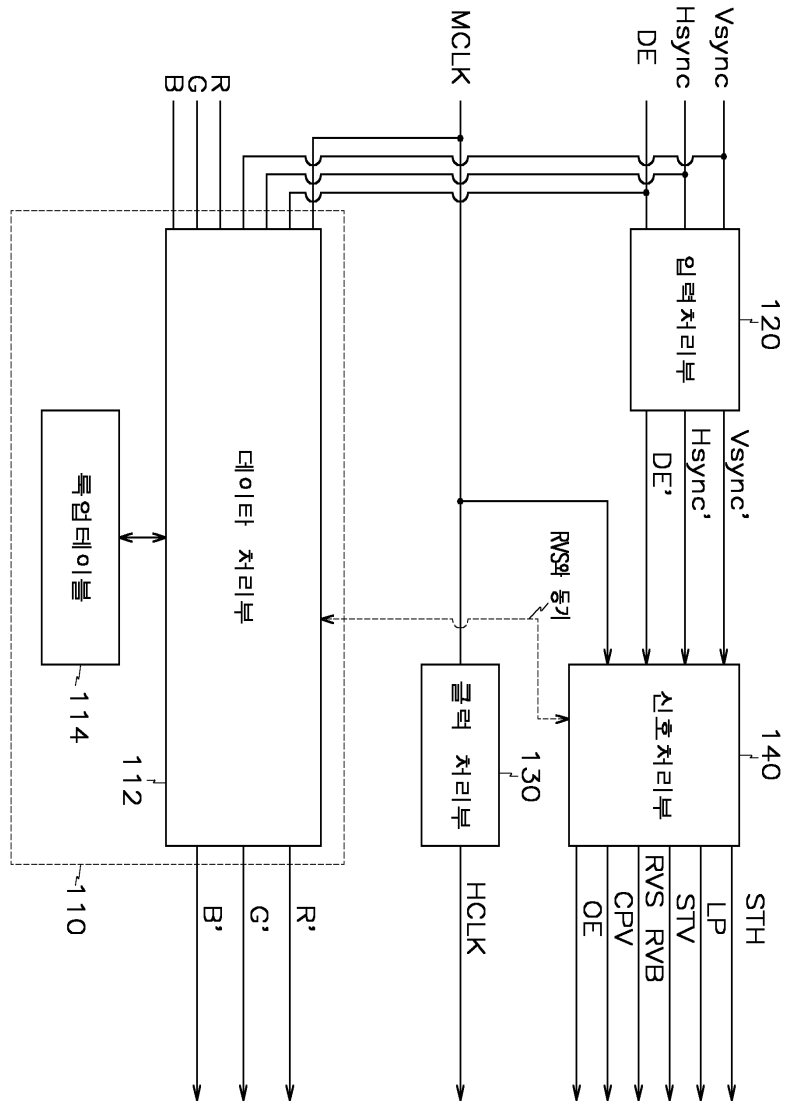 Vsync
Hsync
DE
MCLK
R
G
B
입력처리부
120
Vsync'
Hsync'
DE'
RVS와 동기
신호처리부
140
클럭 처리부
130
데이타 처리부
112
룩업테이블
114
110
STH
LP
STV
RVS RVB
CPV
OE
HCLK
R'
G'
B'